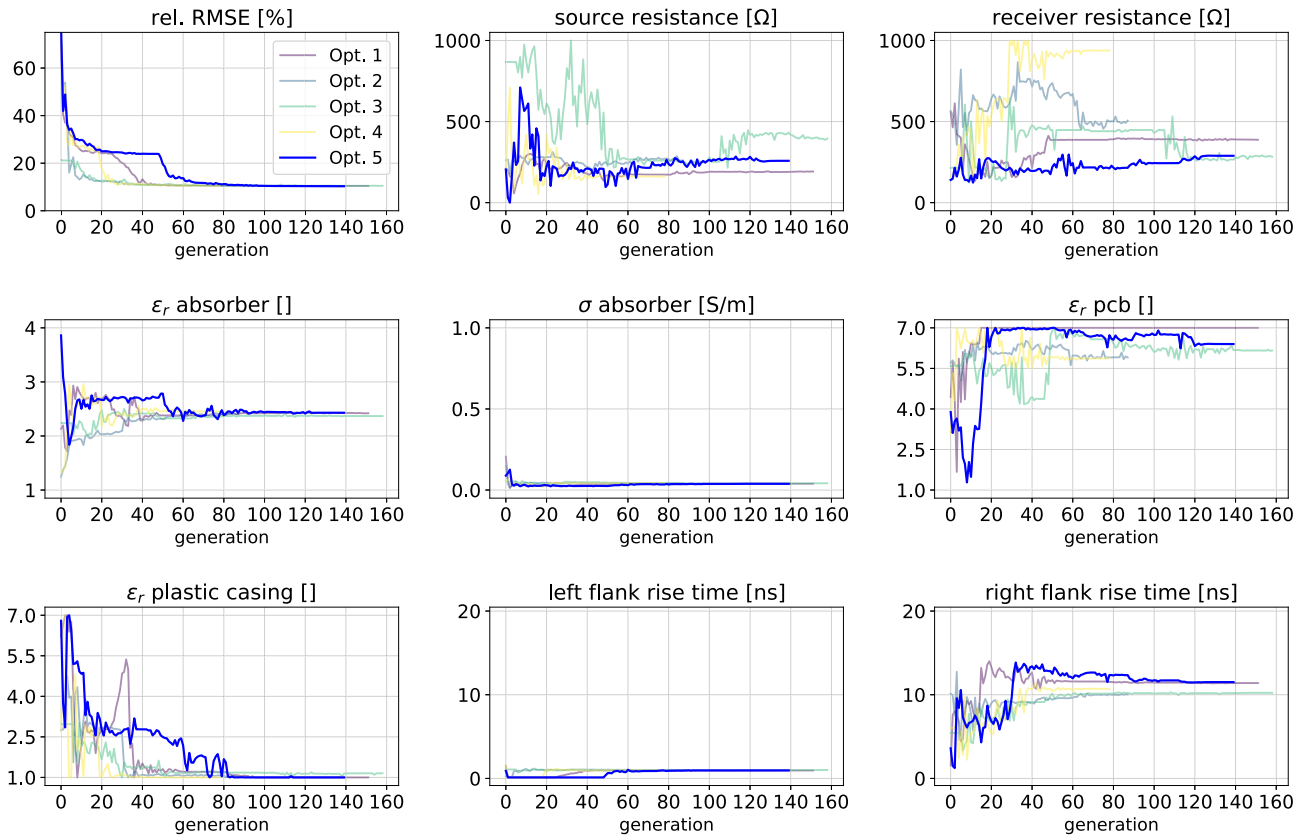 rel. RMSE [%]
source resistance [Ω]
receiver resistance [Ω]
60
40
20
0
Opt. 1
Opt. 2
Opt. 3
Opt. 4
Opt. 5
1000
500
0
1000
500
0
0 20 40 60 80 100 120 140 160
0 20 40 60 80 100 120 140 160
0 20 40 60 80 100 120 140 160
generation
generation
generation
εr absorber []
σ absorber [S/m]
εr pcb []
4
3
2
1
1.0
0.5
0.0
7.0
5.5
4.0
2.5
1.0
0 20 40 60 80 100 120 140 160
0 20 40 60 80 100 120 140 160
0 20 40 60 80 100 120 140 160
generation
generation
generation
εr plastic casing []
left flank rise time [ns]
right flank rise time [ns]
7.0
5.5
4.0
2.5
1.0
20
10
0
20
10
0
0 20 40 60 80 100 120 140 160
0 20 40 60 80 100 120 140 160
0 20 40 60 80 100 120 140 160
generation
generation
generation